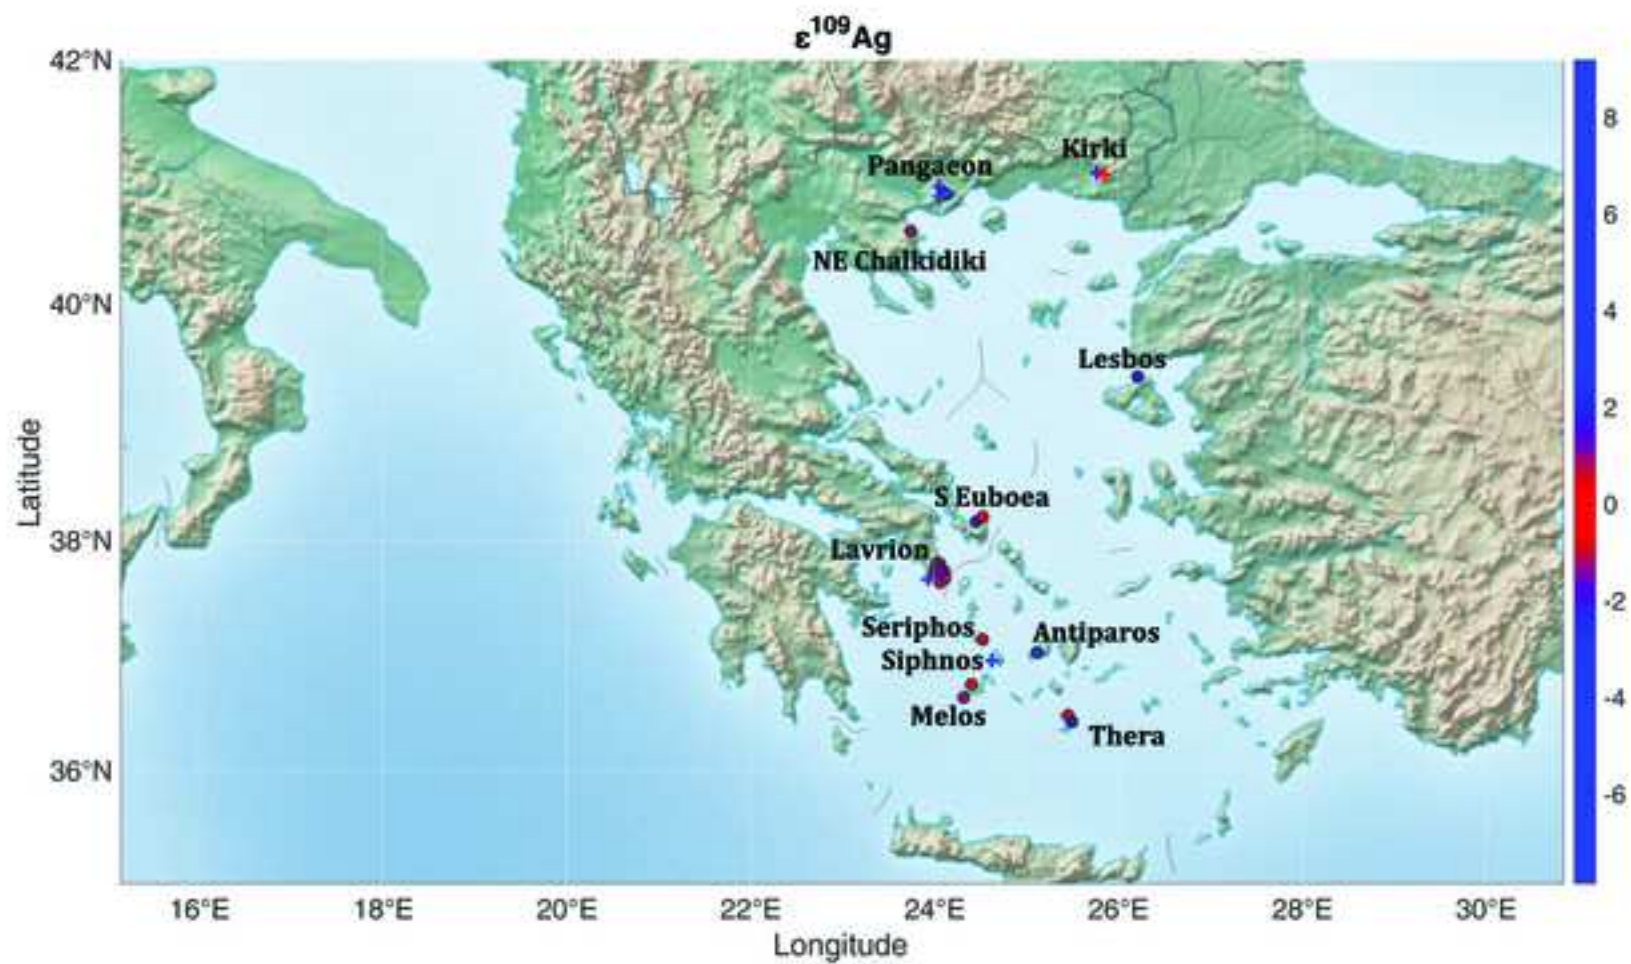 ε¹⁰⁹Ag
42°N
40°N
38°N
36°N
Latitude
Kirki
Pangaeon
NE Chalkidiki
Lesbos
S Euboea
Lavrion
Seriphos
Antiparos
Siphnos
Melos
Thera
8
6
4
2
0
-2
-4
-6
16°E 18°E 20°E 22°E 24°E 26°E 28°E 30°E
Longitude